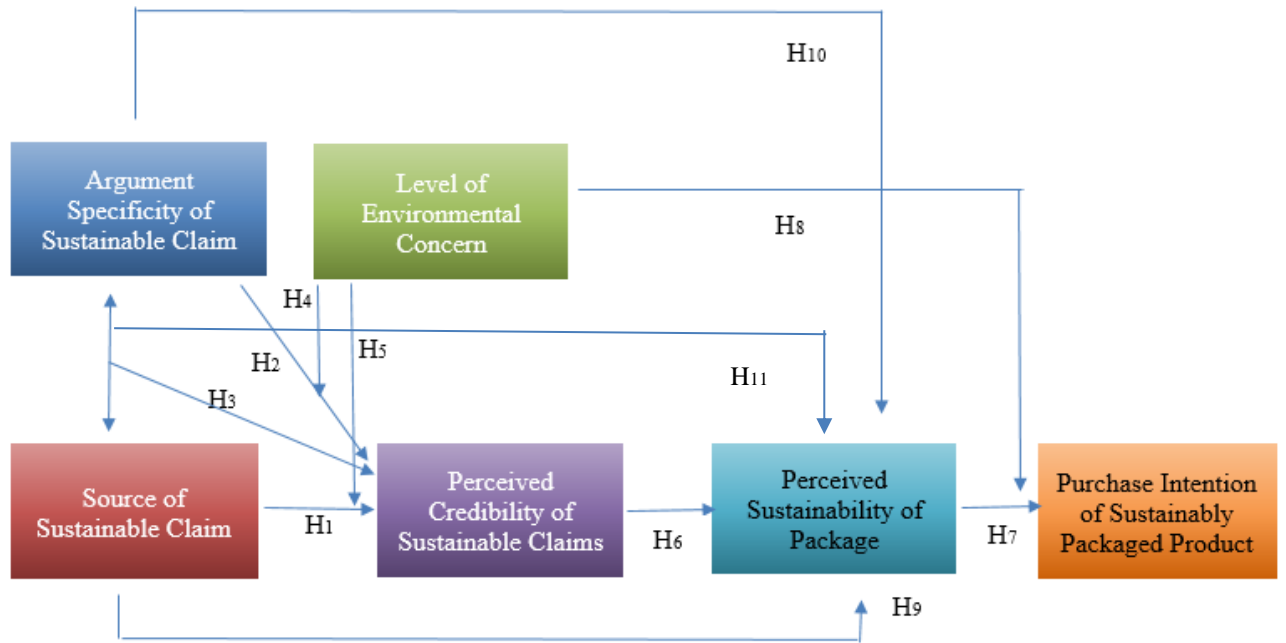 H10
Argument
Specificity of
Sustainable Claim
Level of
Environmental
Concern
H8
H4
H2
H5
H3
H11
Source of
Sustainable Claim
H1
Perceived
Credibility of
Sustainable Claims
H6
Perceived
Sustainability of
Package
H7
Purchase Intention
of Sustainably
Packaged Product
H9